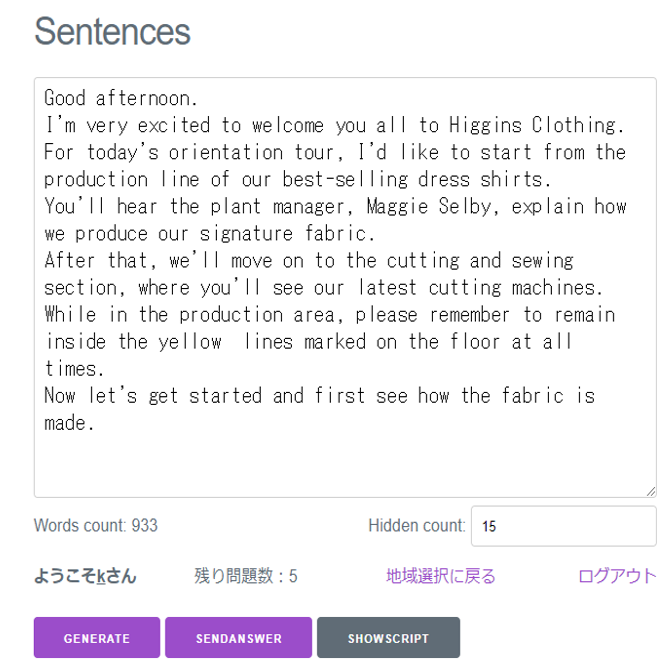 Sentences
Good afternoon.
I'm very excited to welcome you all to Higgins Clothing.
For today's orientation tour, I'd like to start from the
production line of our best-selling dress shirts.
You'll hear the plant manager, Maggie Selby, explain how
we produce our signature fabric.
After that, we'll move on to the cutting and sewing
section, where you'll see our latest cutting machines.
While in the production area, please remember to remain
inside the yellow  lines marked on the floor at all
times.
Now let's get started and first see how the fabric is
made.
Words count: 933 Hidden count: 15
ようこそkさん 残り問題数：5 地域選択に戻る ログアウト
GENERATE SENDANSWER SHOWSCRIPT